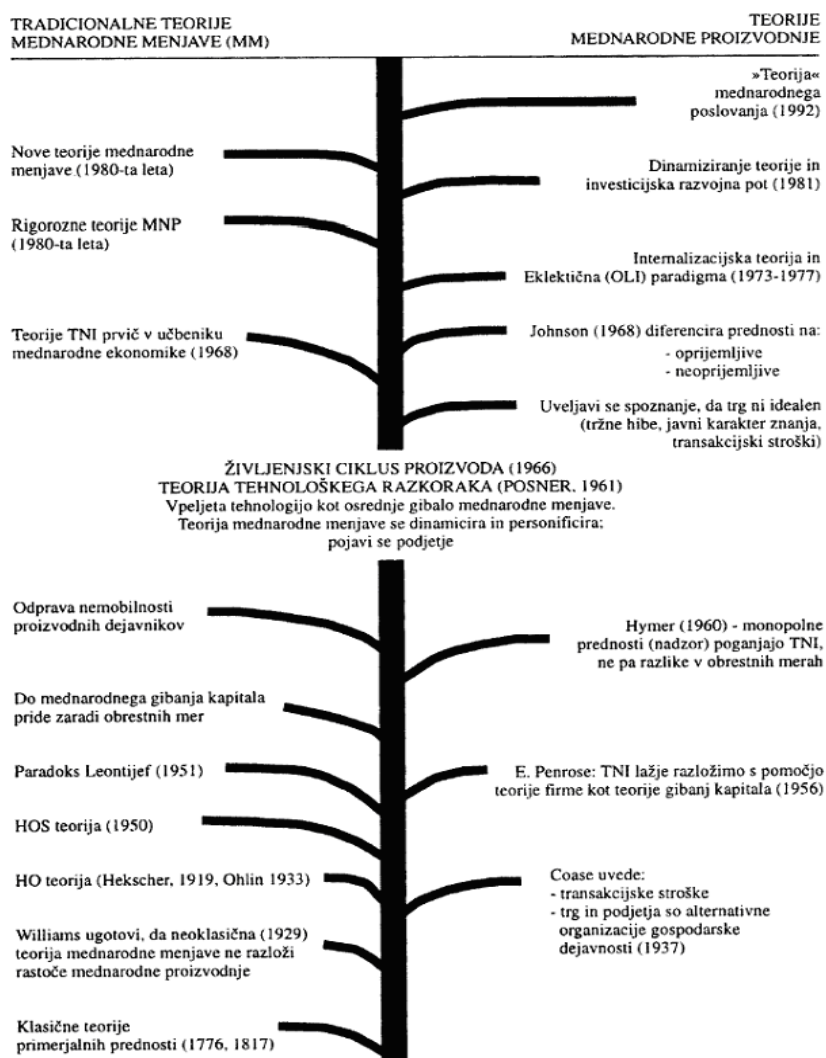 TRADICIONALNE TEORIJE
MEDNARODNE MENJAVE (MM)
TEORIJE
MEDNARODNE PROIZVODNJE
»Teorija«
mednarodnega
poslovanja (1992)
Nove teorije mednarodne
menjave (1980-ta leta)
Dinamiziranje teorije in
investicijska razvojna pot (1981)
Rigorozne teorije MNP
(1980-ta leta)
Internalizacijska teorija in
Eklektična (OLI) paradigma (1973-1977)
Teorije TNI prvič v učbeniku
mednarodne ekonomike (1968)
Johnson (1968) diferencira prednosti na:
- oprijemljive
- neoprijemljive
Uveljavi se spoznanje, da trg ni idealen
(tržne hibe, javni karakter znanja,
transakcijski stroški)
ŽIVLJENJSKI CIKLUS PROIZVODA (1966)
TEORIJA TEHNOLOŠKEGA RAZKORAKA (POSNER, 1961)
Vpeljeta tehnologijo kot osrednje gibalo mednarodne menjave.
Teorija mednarodne menjave se dinamicira in personificira;
pojavi se podjetje
Odprava nemobilnosti
proizvodnih dejavnikov
Hymer (1960) - monopolne
prednosti (nadzor) poganjajo TNI,
ne pa razlike v obrestnih merah
Do mednarodnega gibanja kapitala
pride zaradi obrestnih mer
Paradoks Leontijef (1951)
E. Penrose: TNI lažje razložimo s pomočjo
teorije firme kot teorije gibanj kapitala (1956)
HOS teorija (1950)
HO teorija (Hekscher, 1919, Ohlin 1933)
Coase uvede:
- transakcijske stroške
- trg in podjetja so alternativne
organizacije gospodarske
dejavnosti (1937)
Williams ugotovi, da neoklasična (1929)
teorija mednarodne menjave ne razloži
rastoče mednarodne proizvodnje
Klasične teorije
primerjalnih prednosti (1776, 1817)